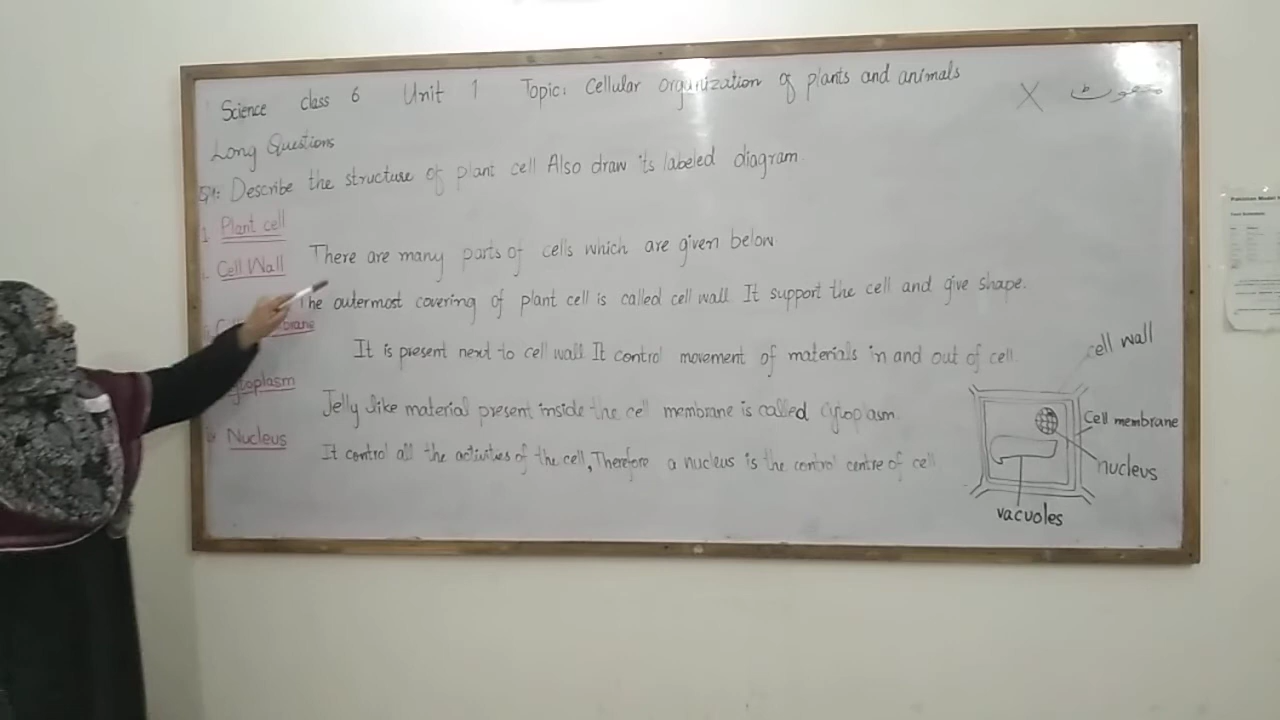 Science class 6 Unit 1 Topic: Cellular organization of plants and animals
X
Long Questions
Describe the structure of plant cell Also draw its labeled diagram.
1. Plant cell
There are many parts of cells which are given below.
i. Cell Wall
The outermost covering of plant cell is called cell wall It support the cell and give shape.
It is present next to cell wall It control movement of materials in and out of cell.
Jelly like material present inside the cell membrane is called Cytoplasm.
Nucleus
It control all the activities of the cell, Therefore a nucleus is the control centre of cell
cell wall
Cell membrane
nucleus
vacuoles